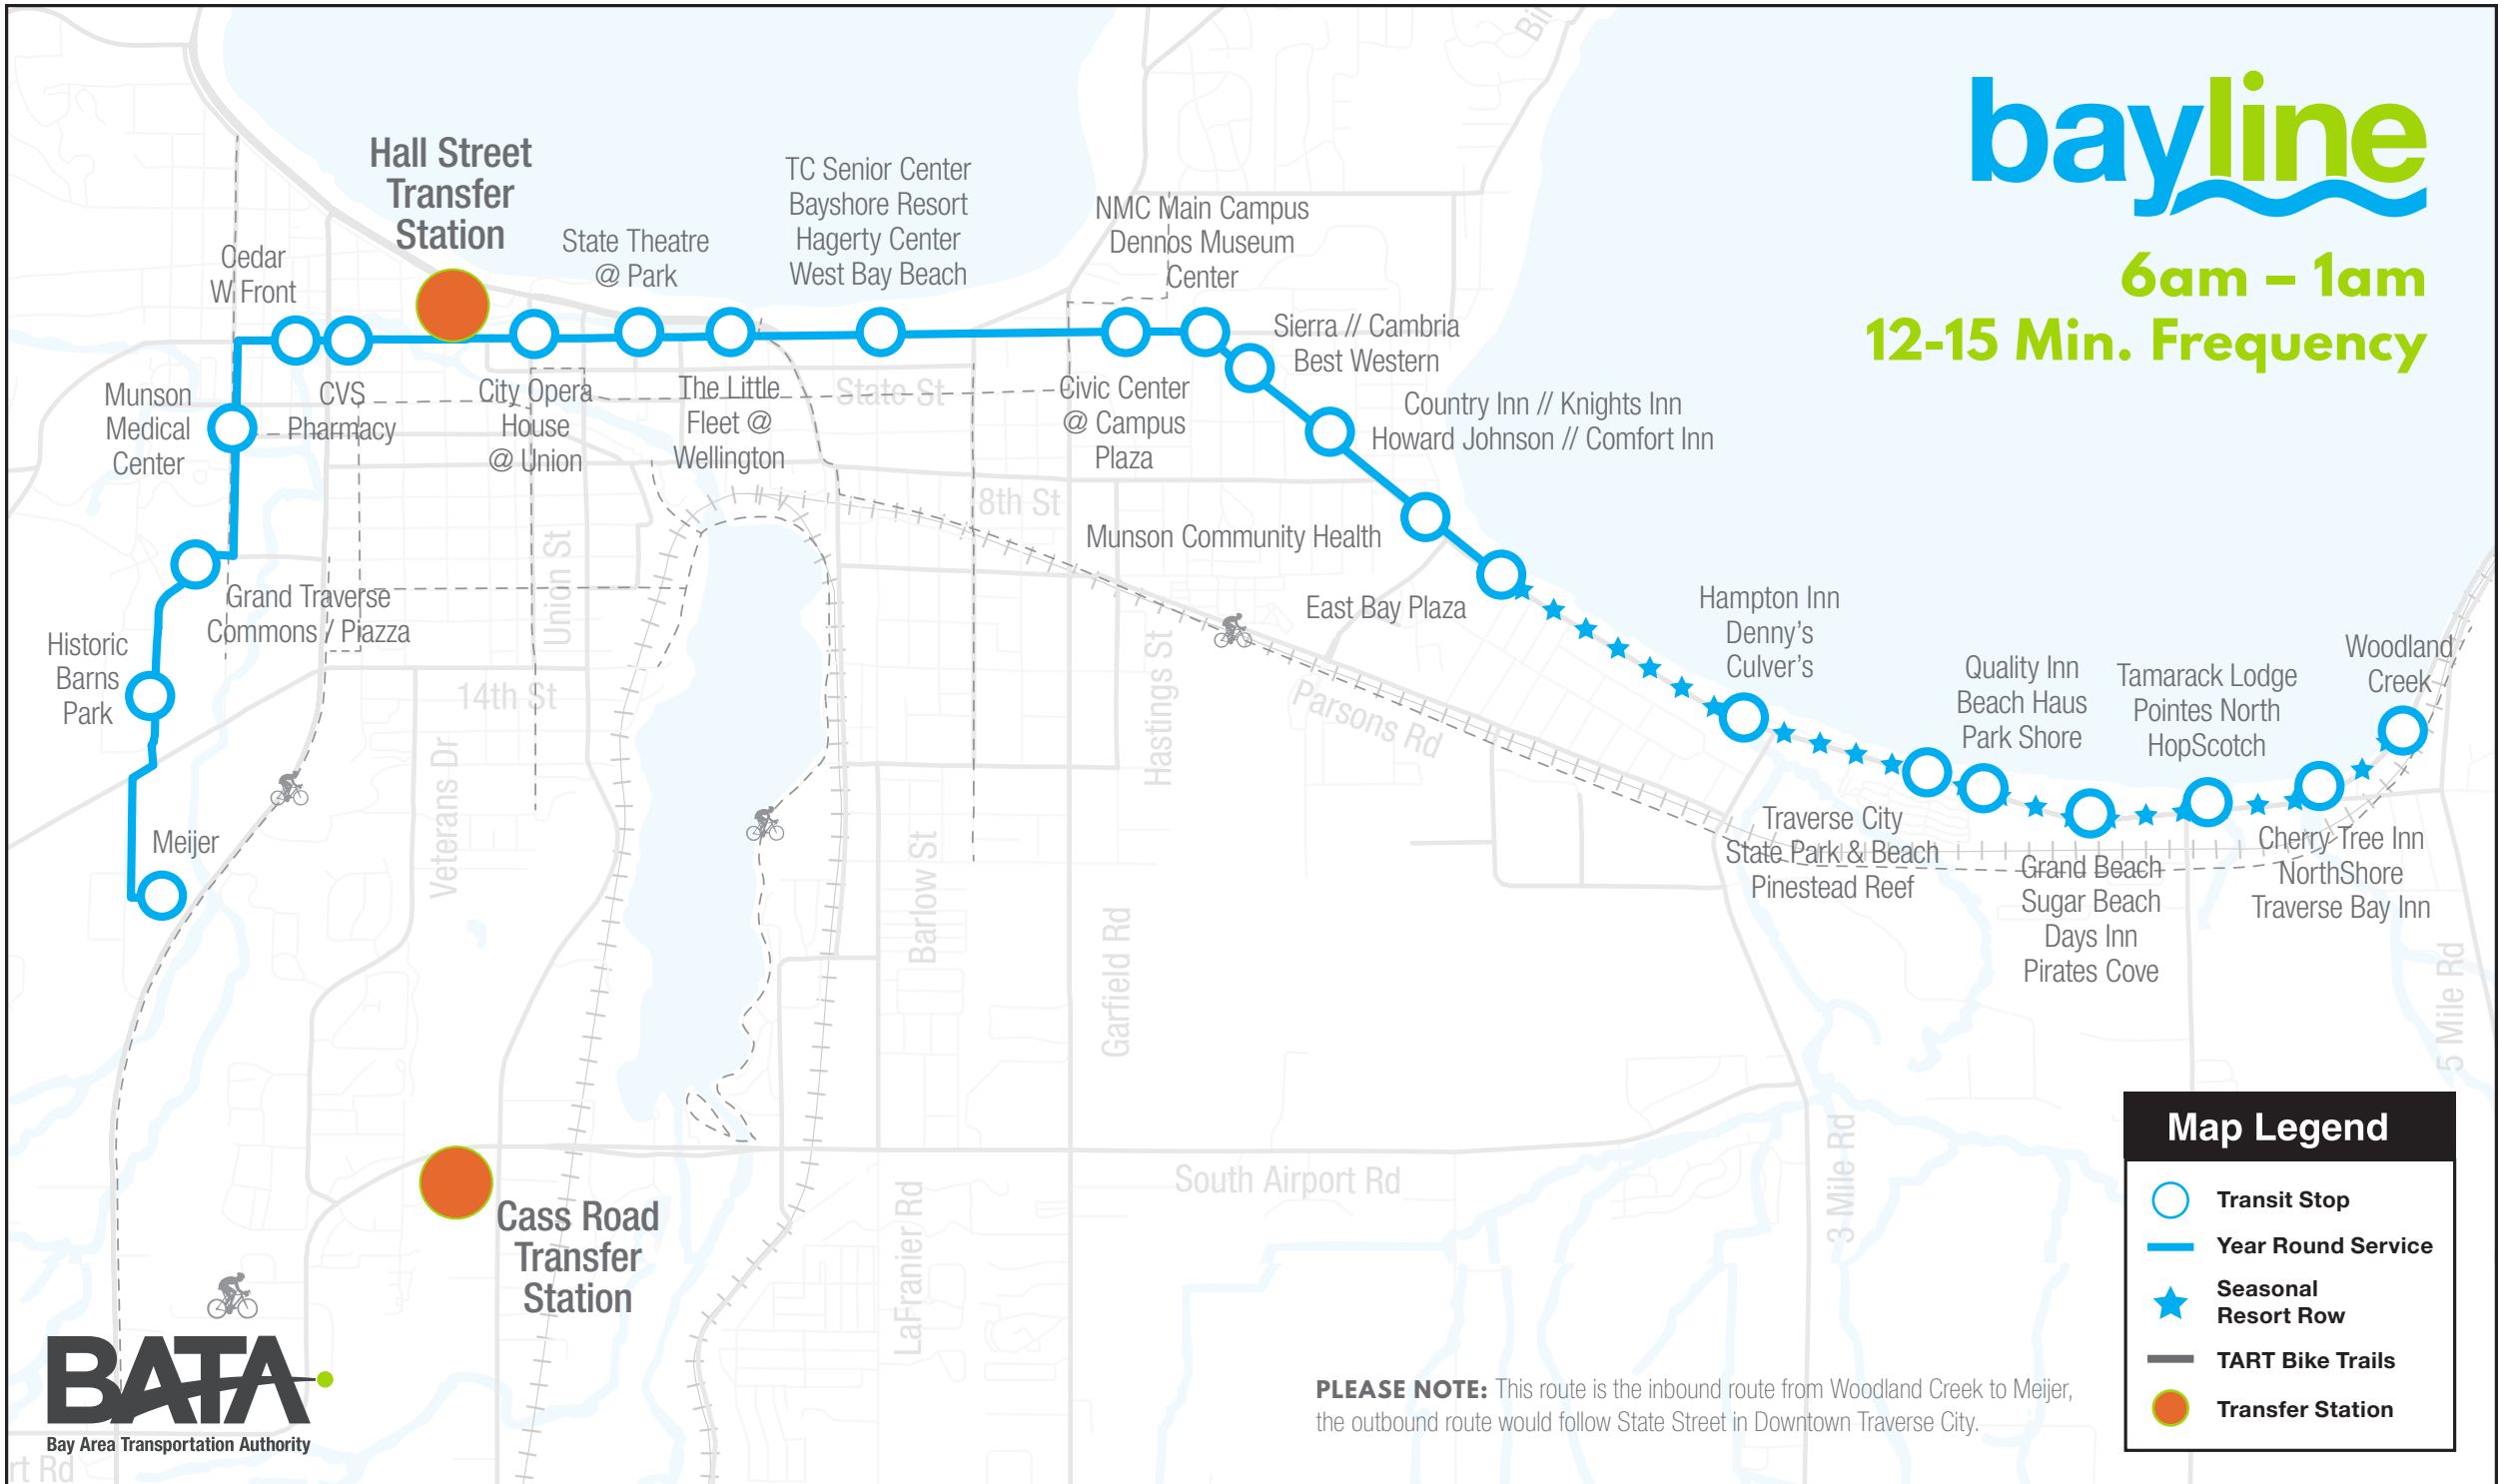 bayline
6am – 1am
12-15 Min. Frequency
Hall Street
Transfer
Station
Cedar
W Front
State Theatre
@ Park
TC Senior Center
Bayshore Resort
Hagerty Center
West Bay Beach
NMC Main Campus
Dennos Museum
Center
Sierra // Cambria
Best Western
Country Inn // Knights Inn
Howard Johnson // Comfort Inn
Munson
Medical
Center
CVS
Pharmacy
City Opera
House
@ Union
The Little
Fleet @
Wellington
State St
Civic Center
@ Campus
Plaza
8th St
Munson Community Health
East Bay Plaza
Union St
Grand Traverse
Commons / Piazza
Historic
Barns
Park
14th St
Hastings St
Parsons Rd
Hampton Inn
Denny's
Culver's
Quality Inn
Beach Haus
Park Shore
Tamarack Lodge
Pointes North
HopScotch
Woodland
Creek
Meijer
Veterans Dr
Barlow St
Garfield Rd
Traverse City
State Park & Beach
Pinestead Reef
Grand Beach
Sugar Beach
Days Inn
Pirates Cove
Cherry Tree Inn
NorthShore
Traverse Bay Inn
5 Mile Rd
3 Mile Rd
South Airport Rd
LaFranier Rd
Cass Road
Transfer
Station
Map Legend
Transit Stop
Year Round Service
Seasonal
Resort Row
TART Bike Trails
Transfer Station
PLEASE NOTE: This route is the inbound route from Woodland Creek to Meijer,
the outbound route would follow State Street in Downtown Traverse City.
BATA
Bay Area Transportation Authority
rt Rd